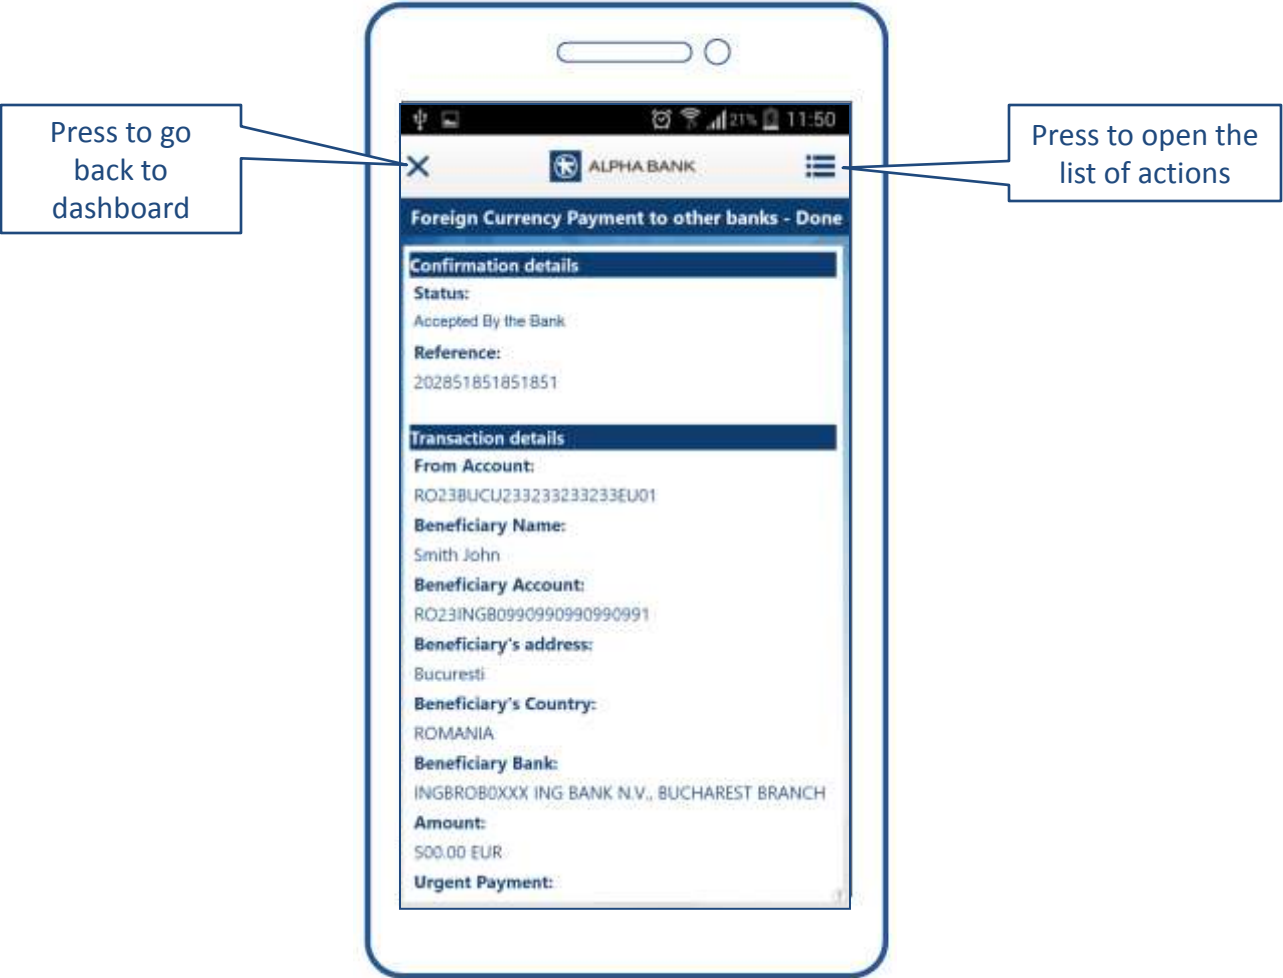 Press to go
back to
dashboard
Press to open the
list of actions
21% 11:50
ALPHA BANK
Foreign Currency Payment to other banks - Done
Confirmation details
Status:
Accepted By the Bank
Reference:
202851851851851
Transaction details
From Account:
RO23BUCU233233233233EU01
Beneficiary Name:
Smith John
Beneficiary Account:
RO23INGB0990990990990991
Beneficiary's address:
Bucuresti
Beneficiary's Country:
ROMANIA
Beneficiary Bank:
INGBROB0XXX ING BANK N.V., BUCHAREST BRANCH
Amount:
500.00 EUR
Urgent Payment: